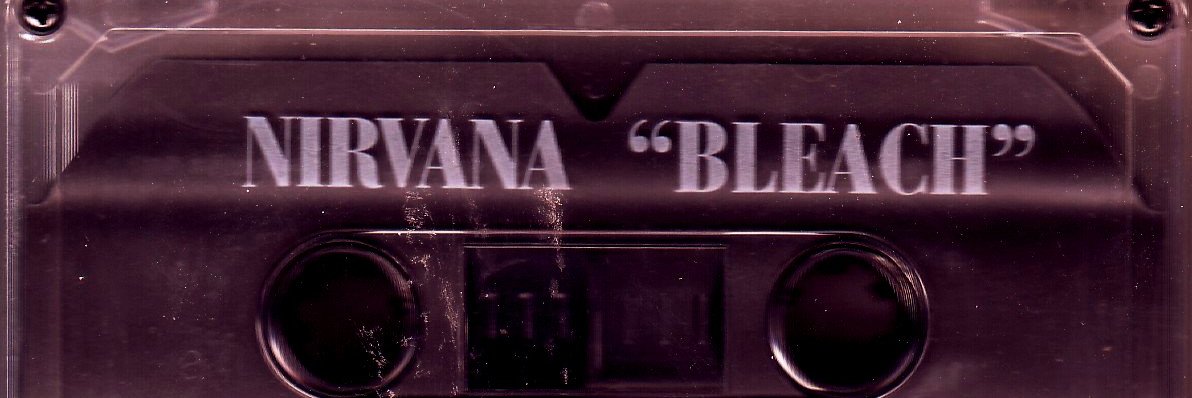 NIRVANA “BLEACH”